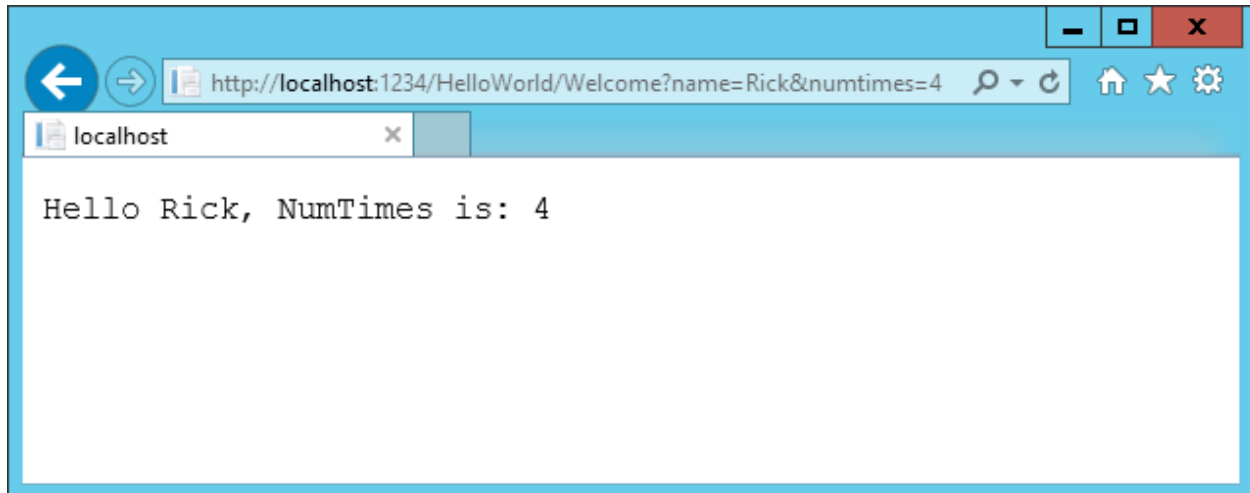 http://localhost:1234/HelloWorld/Welcome?name=Rick&numtimes=4
localhost
Hello Rick, NumTimes is: 4